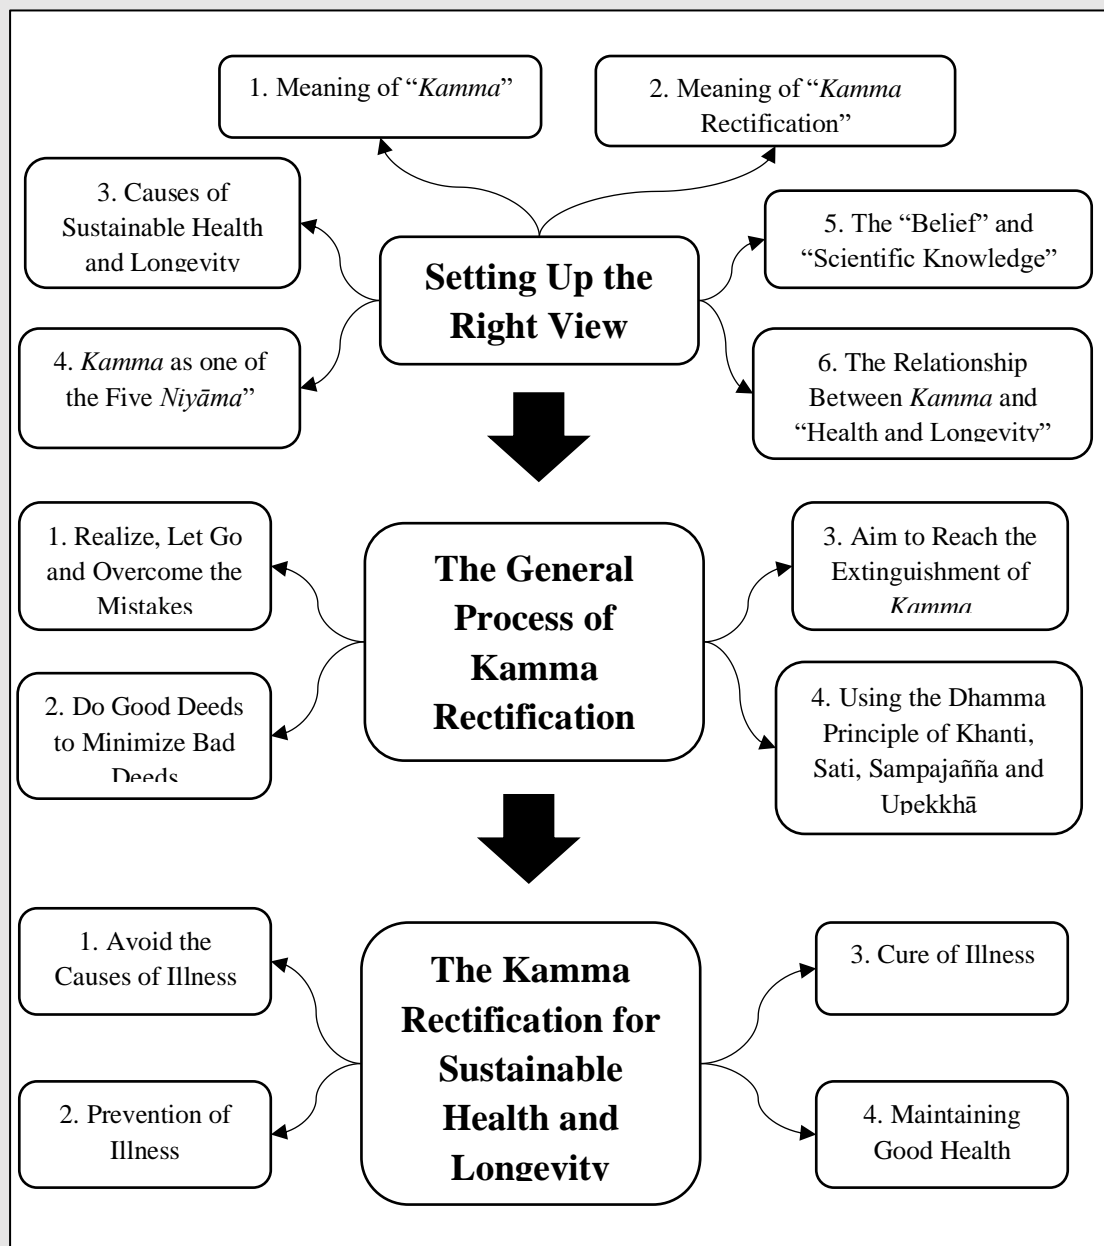 1. Meaning of “Kamma”
2. Meaning of “Kamma
Rectification”
3. Causes of
Sustainable Health
and Longevity
4. Kamma as one of
the Five Niyāma”
Setting Up the
Right View
5. The “Belief” and
“Scientific Knowledge”
6. The Relationship
Between Kamma and
“Health and Longevity”
1. Realize, Let Go
and Overcome the
Mistakes
2. Do Good Deeds
to Minimize Bad
Deeds
The General
Process of
Kamma
Rectification
3. Aim to Reach the
Extinguishment of
Kamma
4. Using the Dhamma
Principle of Khanti,
Sati, Sampajañña and
Upekkhā
1. Avoid the
Causes of Illness
2. Prevention of
Illness
The Kamma
Rectification for
Sustainable
Health and
Longevity
3. Cure of Illness
4. Maintaining
Good Health